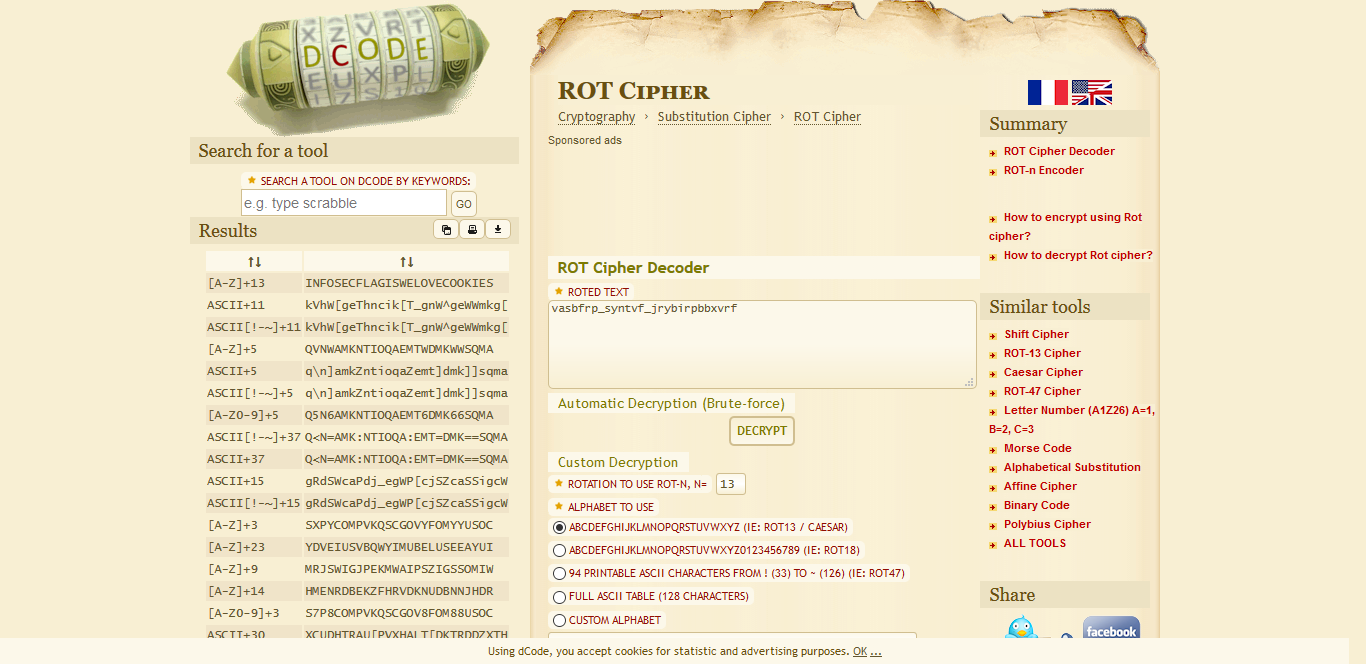 DCODE
Search for a tool
★ SEARCH A TOOL ON DCODE BY KEYWORDS:
e.g. type scrabble
GO
Results
↑↓ ↑↓
[A-Z]+13 INFOSECFLAGISWELOVECOOKIES
ASCII+11 kVhW[geThncik[T_gnW^geWWmkg[
ASCII[!-~]+11 kVhW[geThncik[T_gnW^geWWmkg[
[A-Z]+5 QVNWAMKNTIOQAEMTWDMKWWSQMA
ASCII+5 q\n]amkZntioqaZemt]dmk]]sqma
ASCII[!-~]+5 q\n]amkZntioqaZemt]dmk]]sqma
[A-Z0-9]+5 Q5N6AMKNTIOQAEMT6DMK66SQMA
ASCII[!-~]+37 Q<N=AMK:NTIOQA:EMT=DMK==SQMA
ASCII+37 Q<N=AMK:NTIOQA:EMT=DMK==SQMA
ASCII+15 gRdSWcaPdj_egWP[cjSZcaSSigcW
ASCII[!-~]+15 gRdSWcaPdj_egWP[cjSZcaSSigcW
[A-Z]+3 SXPYCOMPVKQSCGOVYFOMYYUSOC
[A-Z]+23 YDVEIUSVBQWYIMUBELUSEEAYUI
[A-Z]+9 MRJSWIGJPEKMWAIPSZIGSSOMIW
[A-Z]+14 HMENRDBEKZFHRVDKNUDBNNJHDR
[A-Z0-9]+3 S7P8COMPVKQSCGOV8FOM88USOC
ASCII+30 XCUDHTRAU[PVXHALT[DKTRDDZXTH
ROT Cipher
Cryptography › Substitution Cipher › ROT Cipher
Sponsored ads
ROT Cipher Decoder
★ ROTED TEXT
vasbfrp_syntvf_jrybirpbbxvrf
Automatic Decryption (Brute-force)
DECRYPT
Custom Decryption
★ ROTATION TO USE ROT-N, N= 13
★ ALPHABET TO USE
ABCDEFGHIJKLMNOPQRSTUVWXYZ (IE: ROT13 / CAESAR)
ABCDEFGHIJKLMNOPQRSTUVWXYZ0123456789 (IE: ROT18)
94 PRINTABLE ASCII CHARACTERS FROM ! (33) TO ~ (126) (IE: ROT47)
FULL ASCII TABLE (128 CHARACTERS)
CUSTOM ALPHABET
Summary
ROT Cipher Decoder
ROT-n Encoder
How to encrypt using Rot
cipher?
How to decrypt Rot cipher?
Similar tools
Shift Cipher
ROT-13 Cipher
Caesar Cipher
ROT-47 Cipher
Letter Number (A1Z26) A=1,
B=2, C=3
Morse Code
Alphabetical Substitution
Affine Cipher
Binary Code
Polybius Cipher
ALL TOOLS
Share
facebook
Using dCode, you accept cookies for statistic and advertising purposes. OK ...